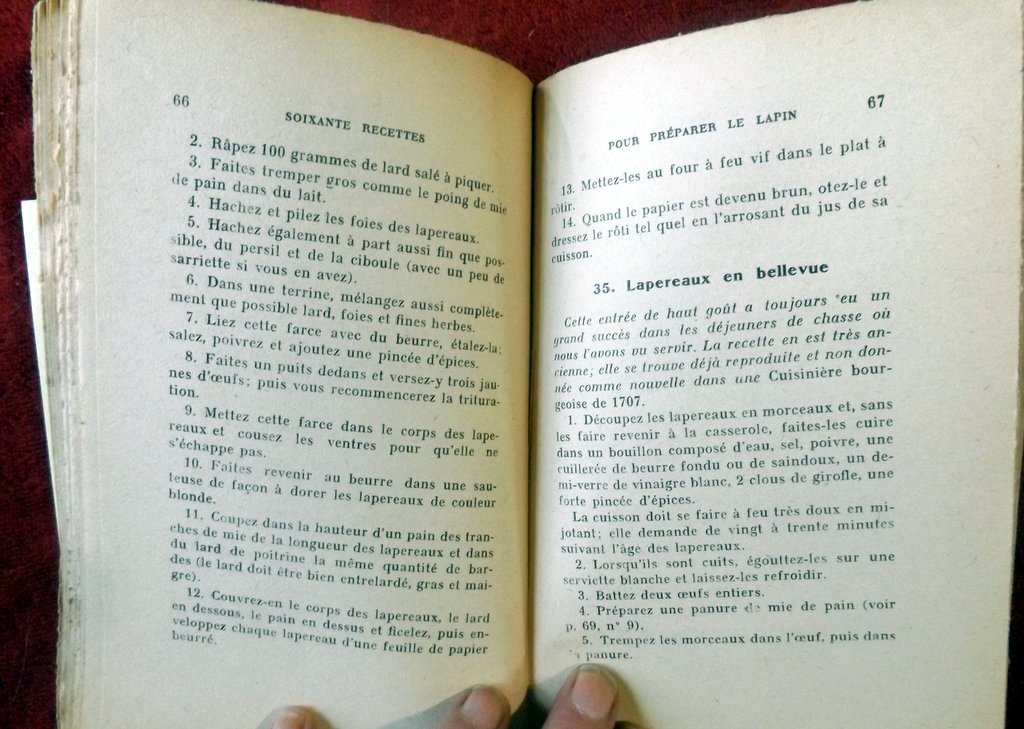 66
SOIXANTE RECETTES
2. Râpez 100 grammes de lard salé à piquer.
3. Faites tremper gros comme le poing de mie
de pain dans du lait.
4. Hachez et pilez les foies des lapereaux.
5. Hachez également à part aussi fin que pos-
sible, du persil et de la ciboule (avec un peu de
sarriette si vous en avez).
6. Dans une terrine, mélangez aussi complète-
ment que possible lard, foies et fines herbes.
7. Liez cette farce avec du beurre, étalez-la;
salez, poivrez et ajoutez une pincée d'épices.
8. Faites un puits dedans et versez-y trois jau-
nes d'œufs; puis vous recommencerez la tritura-
tion.
9. Mettez cette farce dans le corps des lape-
reaux et cousez les ventres pour qu'elle ne
s'échappe pas.
10. Faites revenir au beurre dans une sau-
teuse de façon à dorer les lapereaux de couleur
blonde.
11. Coupez dans la hauteur d'un pain des tran-
ches de mie de la longueur des lapereaux et dans
du lard de poitrine la même quantité de bar-
des (le lard doit être bien entrelardé, gras et mai-
gre).
12. Couvrez-en le corps des lapereaux, le lard
en dessous, le pain en dessus et ficelez, puis en-
veloppez chaque lapereau d'une feuille de papier
beurré.
67
POUR PRÉPARER LE LAPIN
13. Mettez-les au four à feu vif dans le plat à
rôtir.
14. Quand le papier est devenu brun, otez-le et
dressez le rôti tel quel en l'arrosant du jus de sa
cuisson.
35. Lapereaux en bellevue
Cette entrée de haut goût a toujours eu un
grand succès dans les déjeuners de chasse où
nous l'avons vu servir. La recette en est très an-
cienne; elle se trouve déjà reproduite et non don-
née comme nouvelle dans une Cuisinière bour-
geoise de 1707.
1. Découpez les lapereaux en morceaux et, sans
les faire revenir à la casserole, faites-les cuire
dans un bouillon composé d'eau, sel, poivre, une
cuillerée de beurre fondu ou de saindoux, un de-
mi-verre de vinaigre blanc, 2 clous de girofle, une
forte pincée d'épices.
La cuisson doit se faire à feu très doux en mi-
jotant; elle demande de vingt à trente minutes
suivant l'âge des lapereaux.
2. Lorsqu'ils sont cuits, égouttez-les sur une
serviette blanche et laissez-les refroidir.
3. Battez deux œufs entiers.
4. Préparez une panure de mie de pain (voir
p. 69, n° 9).
5. Trempez les morceaux dans l'œuf, puis dans
la panure.